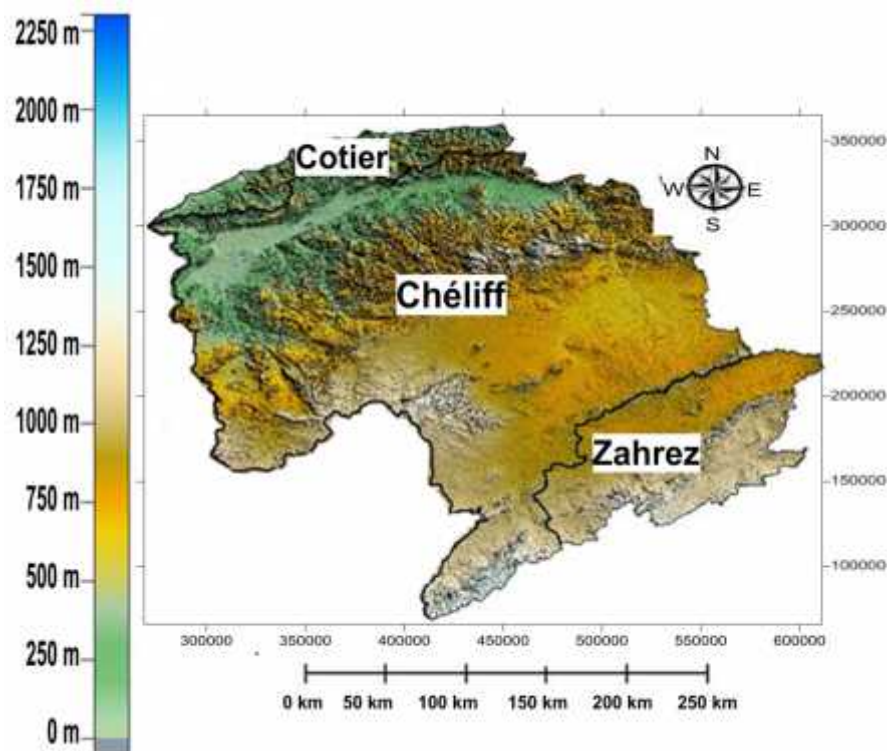 2250 m
2000 m
1750 m
1500 m
1250 m
1000 m
750 m
500 m
250 m
0 m
Cotier
Chéliff
Zahrez
N
W E
S
350000
300000
250000
200000
150000
100000
300000 350000 400000 450000 500000 550000 600000
0 km 50 km 100 km 150 km 200 km 250 km